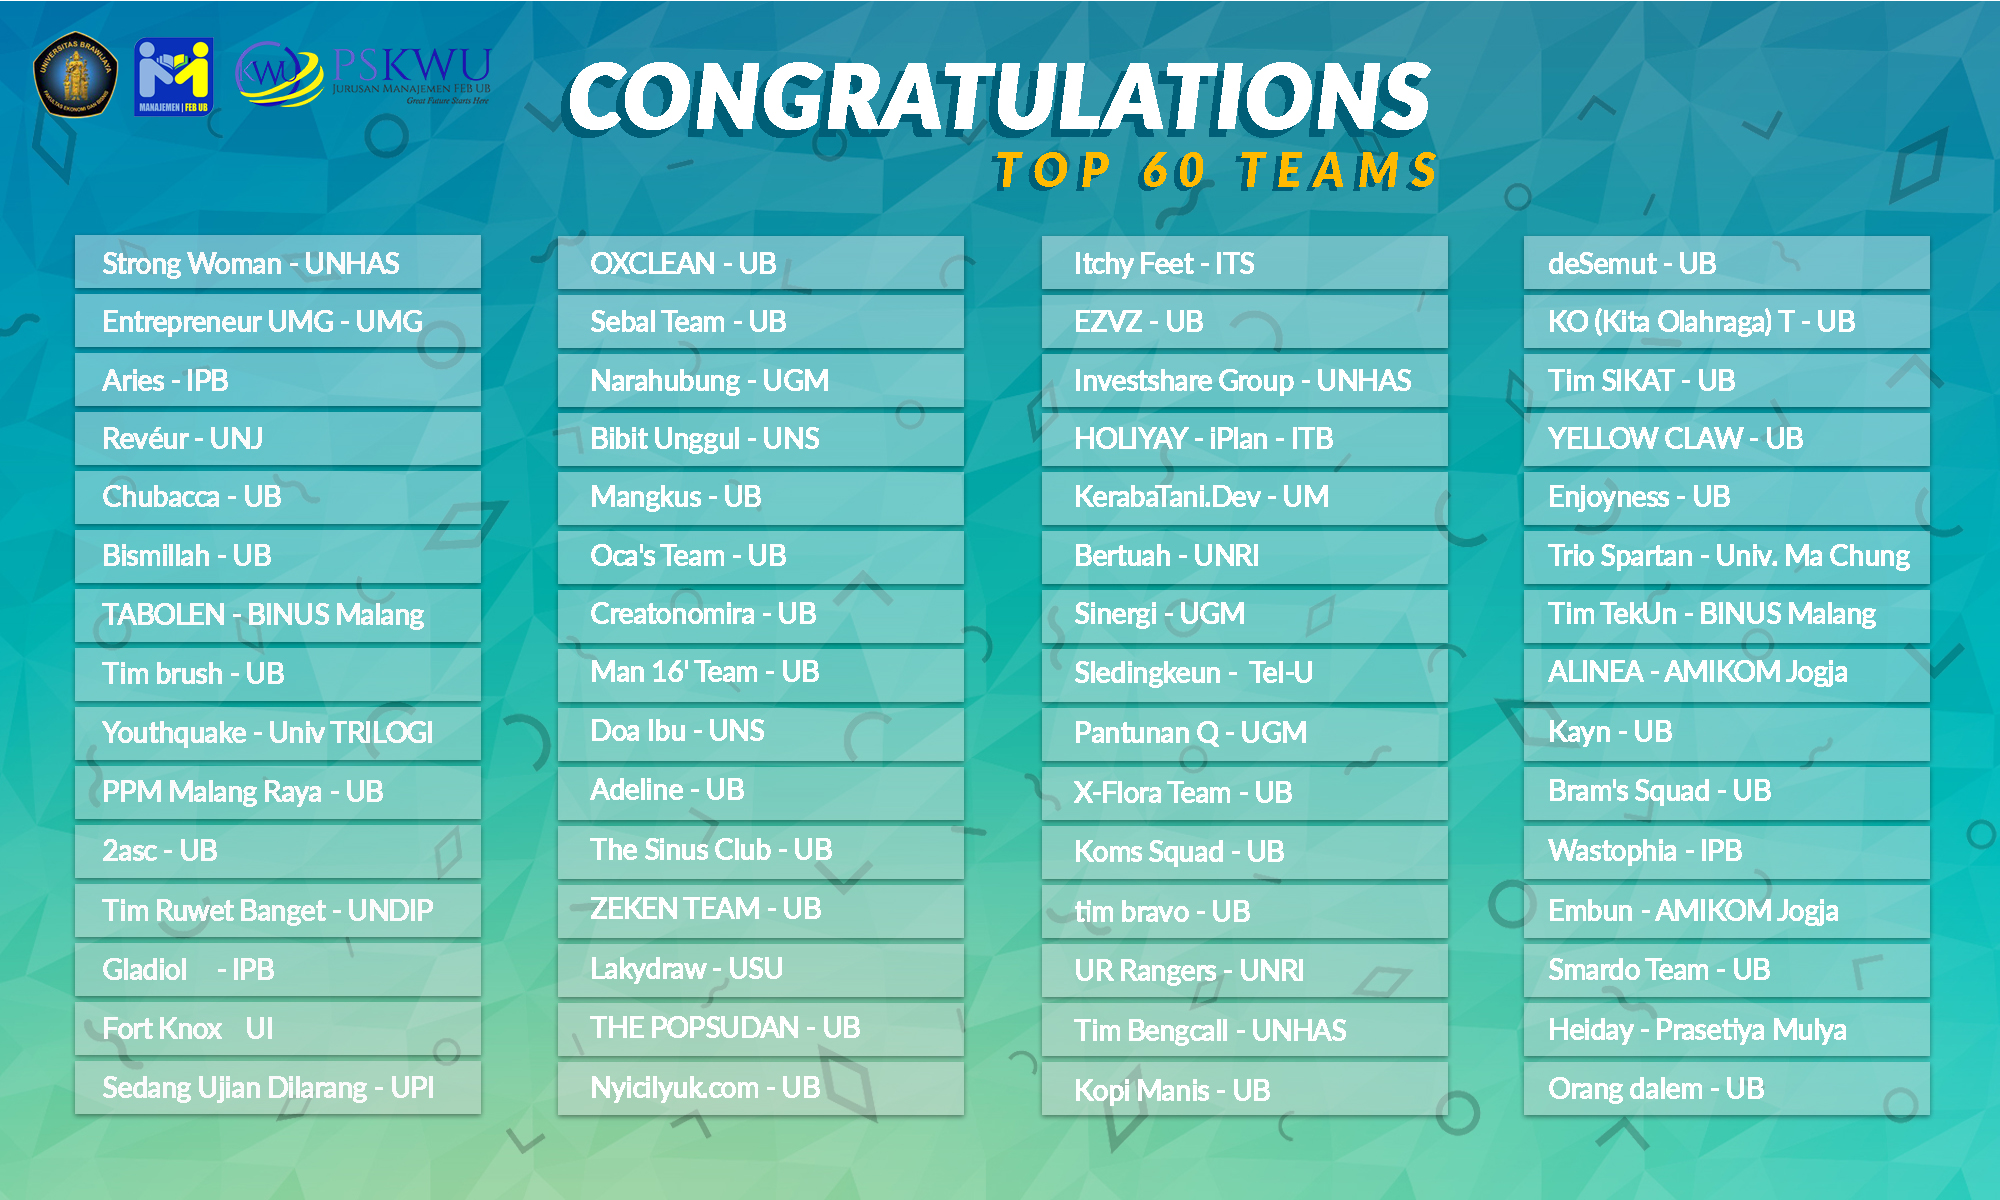 UNIVERSITAS BRAWIJAYA
FAKULTAS EKONOMI DAN BISNIS
MANAJEMEN | FEB UB
KWU
PSKWU
JURUSAN MANAJEMEN FEB UB
Great Future Starts Here
CONGRATULATIONS
TOP 60 TEAMS
Strong Woman - UNHAS
Entrepreneur UMG - UMG
Aries - IPB
Revéur - UNJ
Chubacca - UB
Bismillah - UB
TABOLEN - BINUS Malang
Tim brush - UB
Youthquake - Univ TRILOGI
PPM Malang Raya - UB
2asc - UB
Tim Ruwet Banget - UNDIP
Gladiol - IPB
Fort Knox UI
Sedang Ujian Dilarang - UPI
OXCLEAN - UB
Sebal Team - UB
Narahubung - UGM
Bibit Unggul - UNS
Mangkus - UB
Oca's Team - UB
Creatonomira - UB
Man 16' Team - UB
Doa Ibu - UNS
Adeline - UB
The Sinus Club - UB
ZEKEN TEAM - UB
Lakydraw - USU
THE POPSUDAN - UB
Nyicilyuk.com - UB
Itchy Feet - ITS
EZVZ - UB
Investshare Group - UNHAS
HOLIYAY - iPlan - ITB
KerabaTani.Dev - UM
Bertuah - UNRI
Sinergi - UGM
Sledingkeun - Tel-U
Pantunan Q - UGM
X-Flora Team - UB
Koms Squad - UB
tim bravo - UB
UR Rangers - UNRI
Tim Bengcall - UNHAS
Kopi Manis - UB
deSemut - UB
KO (Kita Olahraga) T - UB
Tim SIKAT - UB
YELLOW CLAW - UB
Enjoyness - UB
Trio Spartan - Univ. Ma Chung
Tim TekUn - BINUS Malang
ALINEA - AMIKOM Jogja
Kayn - UB
Bram's Squad - UB
Wastophia - IPB
Embun - AMIKOM Jogja
Smardo Team - UB
Heiday - Prasetiya Mulya
Orang dalem - UB